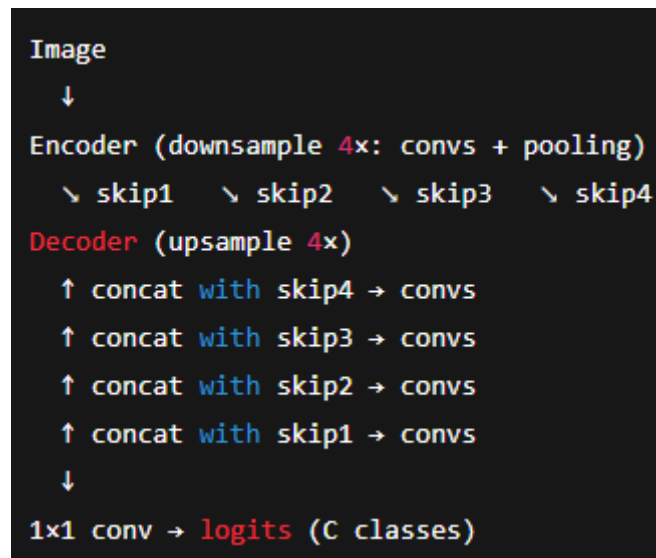 Image
↓
Encoder (downsample 4×: convs + pooling)
↘ skip1 ↘ skip2 ↘ skip3 ↘ skip4
Decoder (upsample 4×)
↑ concat with skip4 → convs
↑ concat with skip3 → convs
↑ concat with skip2 → convs
↑ concat with skip1 → convs
↓
1×1 conv → logits (C classes)